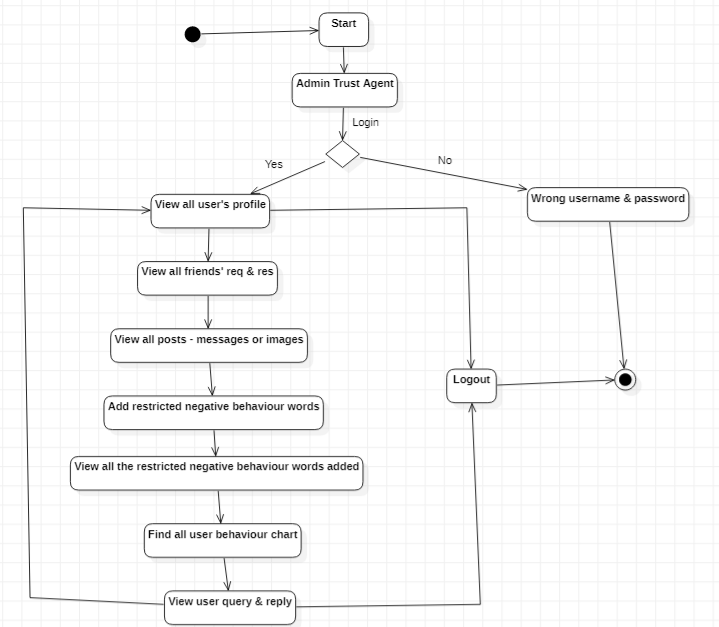 Start
Admin Trust Agent
Login
Yes
No
View all user's profile
Wrong username & password
View all friends' req & res
View all posts - messages or images
Logout
Add restricted negative behaviour words
View all the restricted negative behaviour words added
Find all user behaviour chart
View user query & reply